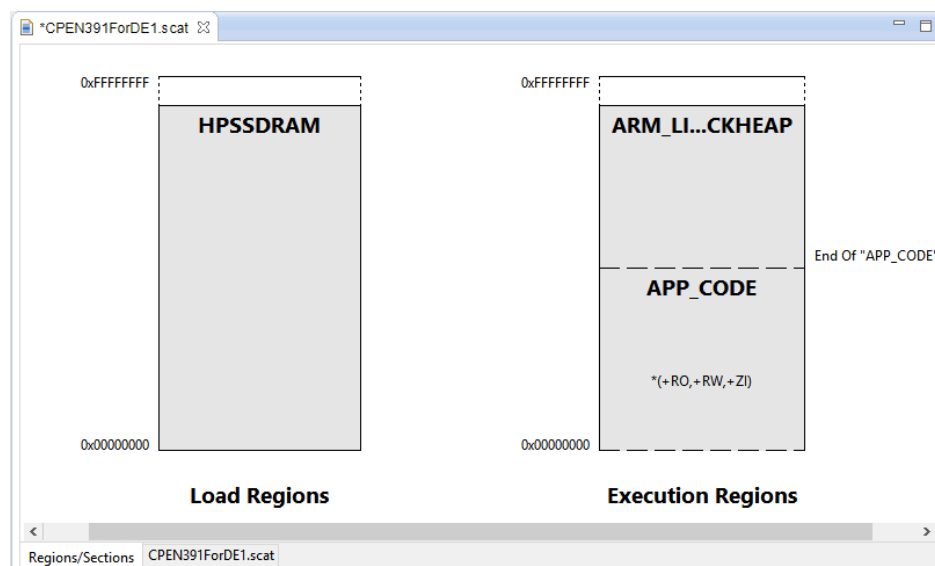 *CPEN391ForDE1.scat
0xFFFFFFFF
0xFFFFFFFF
HPSSDRAM
ARM_LI...CKHEAP
End Of "APP_CODE"
APP_CODE
*(+RO,+RW,+ZI)
0x00000000
0x00000000
Load Regions
Execution Regions
Regions/Sections
CPEN391ForDE1.scat